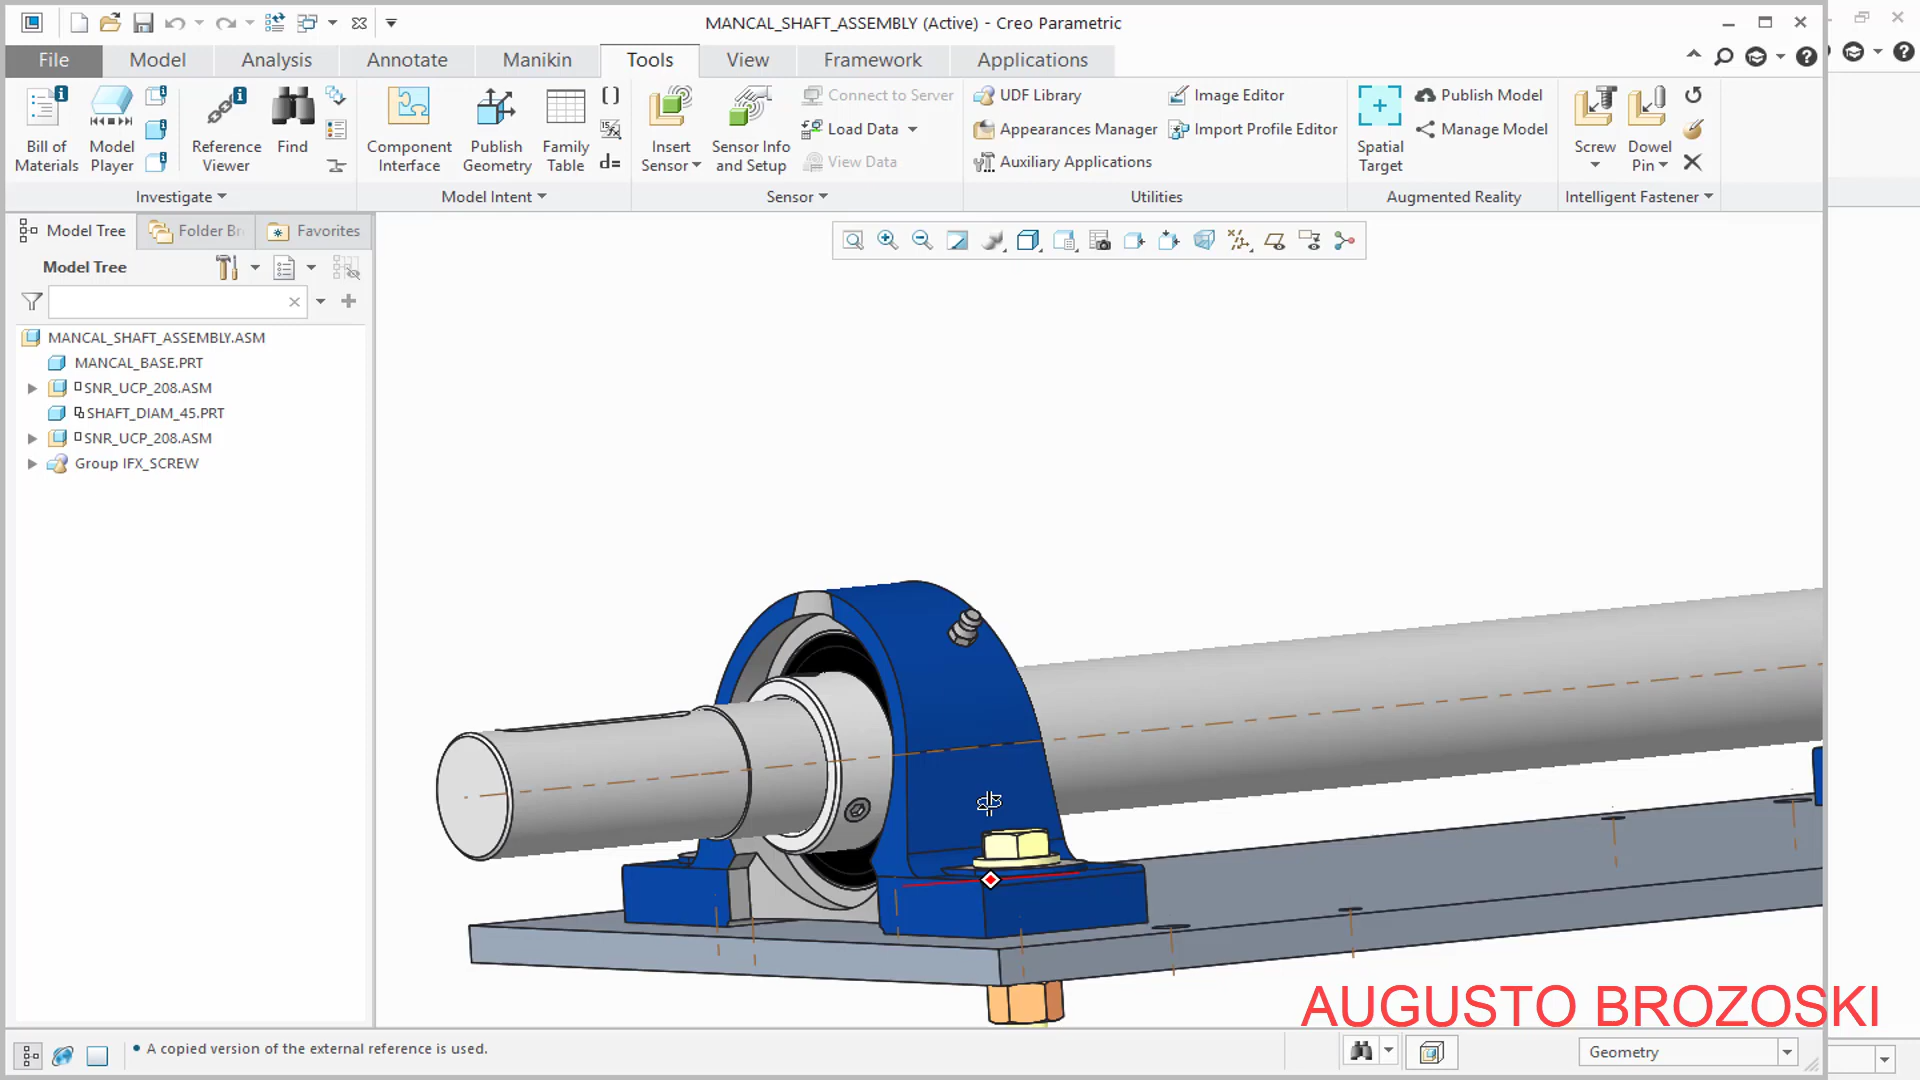 MANCAL_SHAFT_ASSEMBLY (Active) - Creo Parametric
File Model Analysis Annotate Manikin Tools View Framework Applications
Bill of Materials
Model Player
Reference Viewer
Find
Investigate
Component Interface
Publish Geometry
Family Table
d=
Model Intent
Insert Sensor
Sensor Info and Setup
Connect to Server
Load Data
View Data
Sensor
UDF Library
Appearances Manager
Auxiliary Applications
Image Editor
Import Profile Editor
Utilities
Spatial Target
Publish Model
Manage Model
Augmented Reality
Screw
Dowel Pin
Intelligent Fastener
Model Tree Folder Br Favorites
Model Tree
MANCAL_SHAFT_ASSEMBLY.ASM
MANCAL_BASE.PRT
SNR_UCP_208.ASM
SHAFT_DIAM_45.PRT
SNR_UCP_208.ASM
Group IFX_SCREW
AUGUSTO BROZOSKI
A copied version of the external reference is used.
Geometry